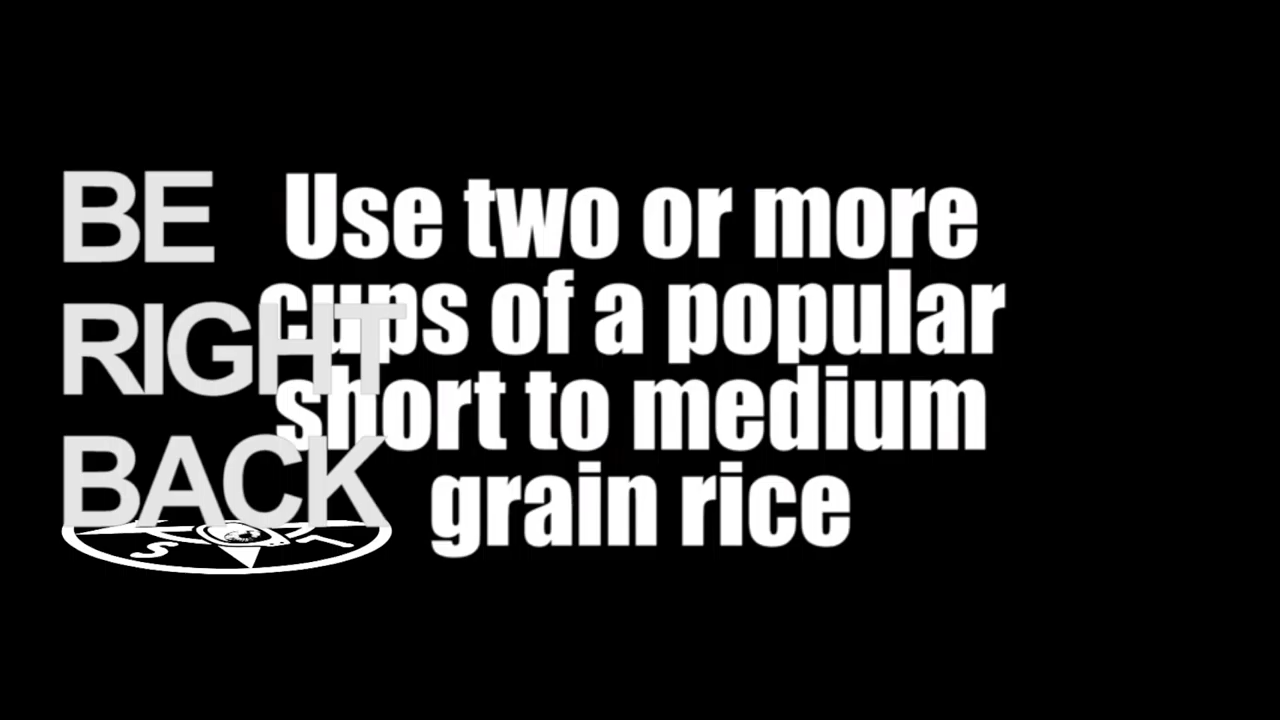 BE
RIGHT
BACK
Use two or more
cups of a popular
short to medium
grain rice